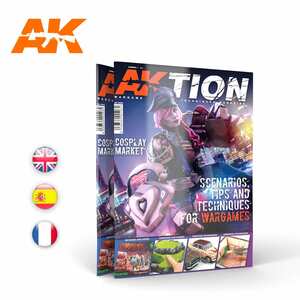 AK
AKTION
COSPLAY
MARKET
SCENARIOS,
TIPS AND
TECHNIQUES
FOR WARGAMES